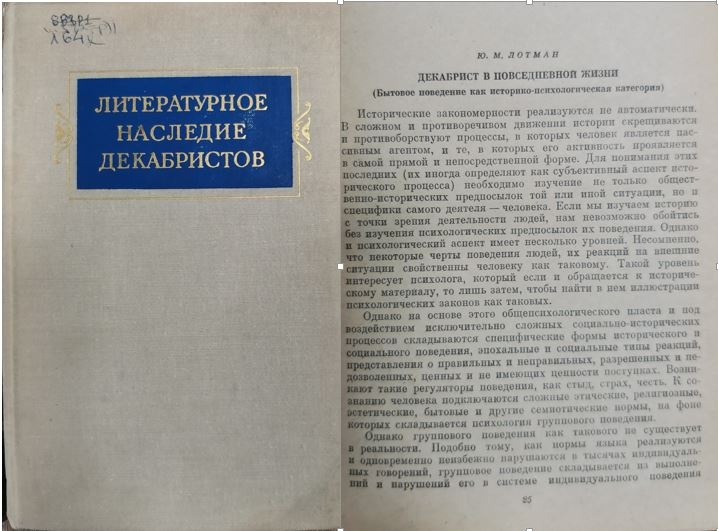 ЛИТЕРАТУРНОЕ
НАСЛЕДИЕ
ДЕКАБРИСТОВ
Ю. М. ЛОТМАН
ДЕКАБРИСТ В ПОВСЕДНЕВНОЙ ЖИЗНИ
(Бытовое поведение как историко-психологическая категория)
Исторические закономерности реализуются не автоматически.
В сложном и противоречивом движении истории скрещиваются
и противоборствуют процессы, в которых человек является пас-
сивным агентом, и те, в которых его активность проявляется
в самой прямой и непосредственной форме. Для понимания этих
последних (их иногда определяют как субъективный аспект исто-
рического процесса) необходимо изучение не только общест-
венно-исторических предпосылок той или иной ситуации, но и
специфики самого деятеля — человека. Если мы изучаем историю
с точки зрения деятельности людей, нам невозможно обойтись
без изучения психологических предпосылок их поведения. Однако
и психологический аспект имеет несколько уровней. Несомненно,
что некоторые черты поведения людей, их реакций на внешние
ситуации свойственны человеку как таковому. Такой уровень
интересует психолога, который если и обращается к историче-
скому материалу, то лишь затем, чтобы найти в нем иллюстрации
психологических законов как таковых.
Однако на основе этого общепсихологического пласта и под
воздействием исключительно сложных социально-исторических
процессов складываются специфические формы исторического и
социального поведения, эпохальные и социальные типы реакций,
представления о правильных и неправильных, разрешенных и не-
дозволенных, ценных и не имеющих ценности поступках. Возни-
кают такие регуляторы поведения, как стыд, страх, честь. К со-
знанию человека подключаются сложные этические, религиозные,
эстетические, бытовые и другие семиотические нормы, на фоне
которых складывается психология группового поведения.
Однако группового поведения как такового не существует
в реальности. Подобно тому, как нормы языка реализуются
и одновременно неизбежно нарушаются в тысячах индивидуаль-
ных говорений, групповое поведение складывается из выполне-
ний и нарушений его в системе индивидуального поведения
25